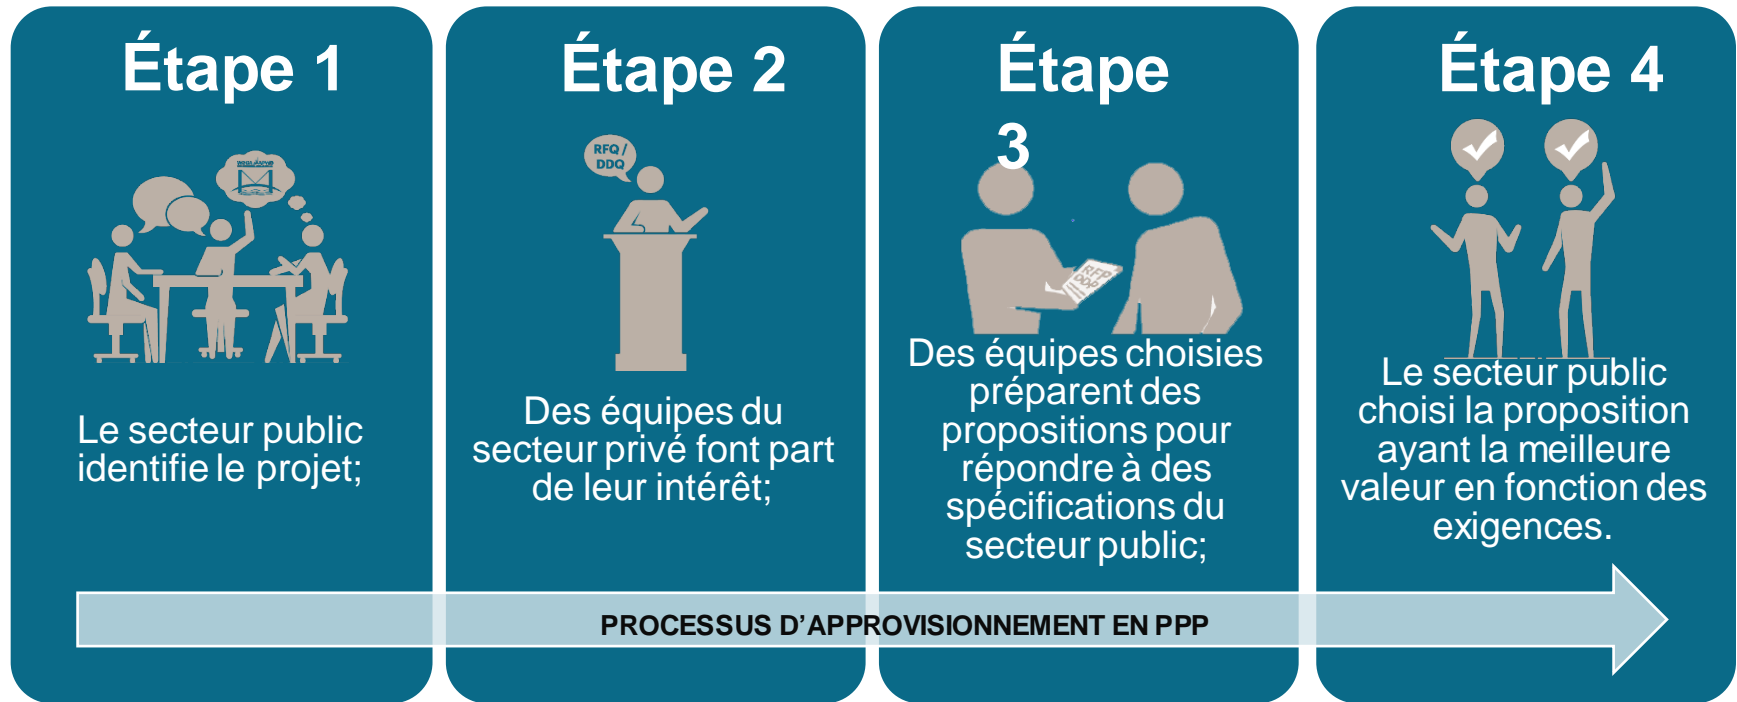 Étape 1
Le secteur public
identifie le projet;
Étape 2
RFQ /
DDQ
Des équipes du
secteur privé font part
de leur intérêt;
Étape
3
RFP
DDP
Des équipes choisies
préparent des
propositions pour
répondre à des
spécifications du
secteur public;
Étape 4
Le secteur public
choisi la proposition
ayant la meilleure
valeur en fonction des
exigences.
PROCESSUS D’APPROVISIONNEMENT EN PPP